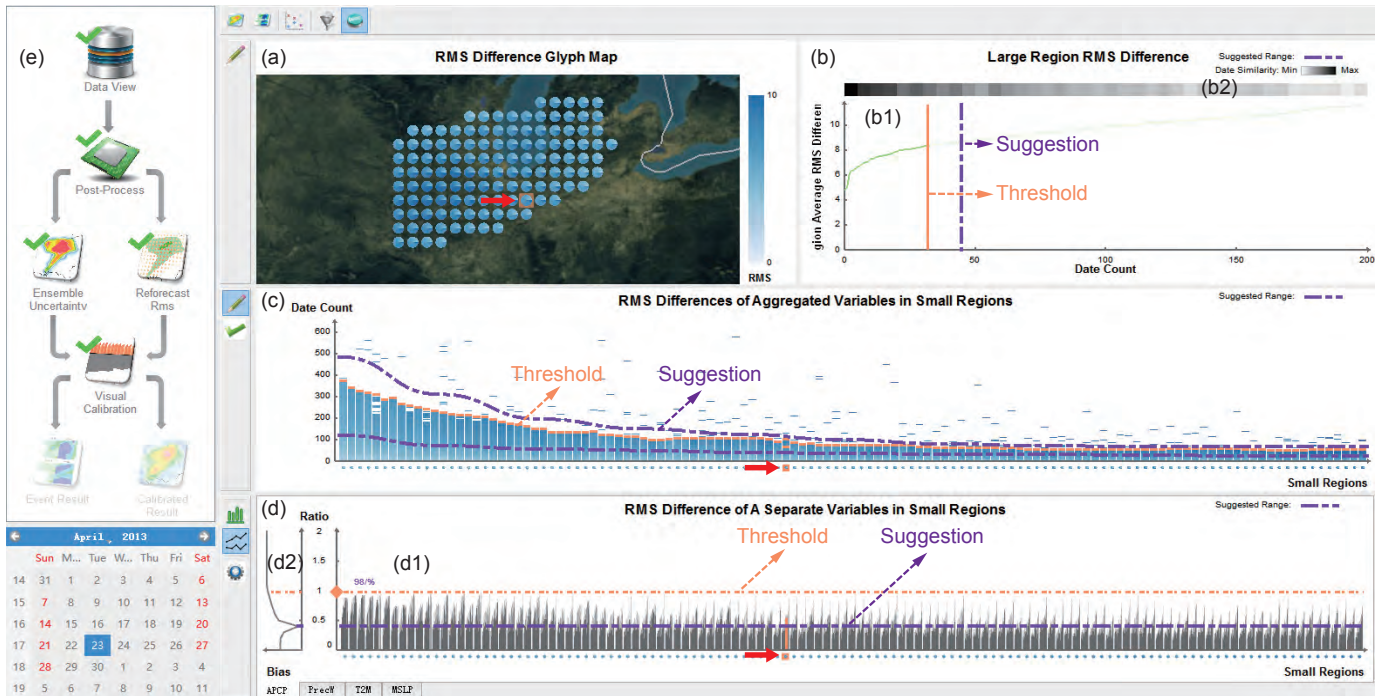 (e)
Data View
Post-Process
Ensemble
Uncertainty
Reforecast
Rms
Visual
Calibration
Event Result
Calibrated
Result
April, 2013
Sun M... Tue W... Thu Fri Sat
14 31 1 2 3 4 5 6
15 7 8 9 10 11 12 13
16 14 15 16 17 18 19 20
17 21 22 23 24 25 26 27
18 28 29 30 1 2 3 4
19 5 6 7 8 9 10 11
(a)
RMS Difference Glyph Map
10
0
RMS
(b)
Large Region RMS Difference
Suggested Range:
Date Similarity: Min Max
(b2)
(b1)
gion Average RMS Differen
12
10
8
6
4
2
0
Suggestion
Threshold
0 50 100 150 200
Date Count
(c)
Date Count
RMS Differences of Aggregated Variables in Small Regions
Suggested Range:
600
500
400
300
200
100
0
Threshold
Suggestion
Small Regions
(d)
Ratio
RMS Difference of A Separate Variables in Small Regions
Suggested Range:
2
1.5
1
0.5
0
(d2)
(d1)
98/%
Threshold
Suggestion
Bias
Small Regions
APCP PrecW T2M MSLP